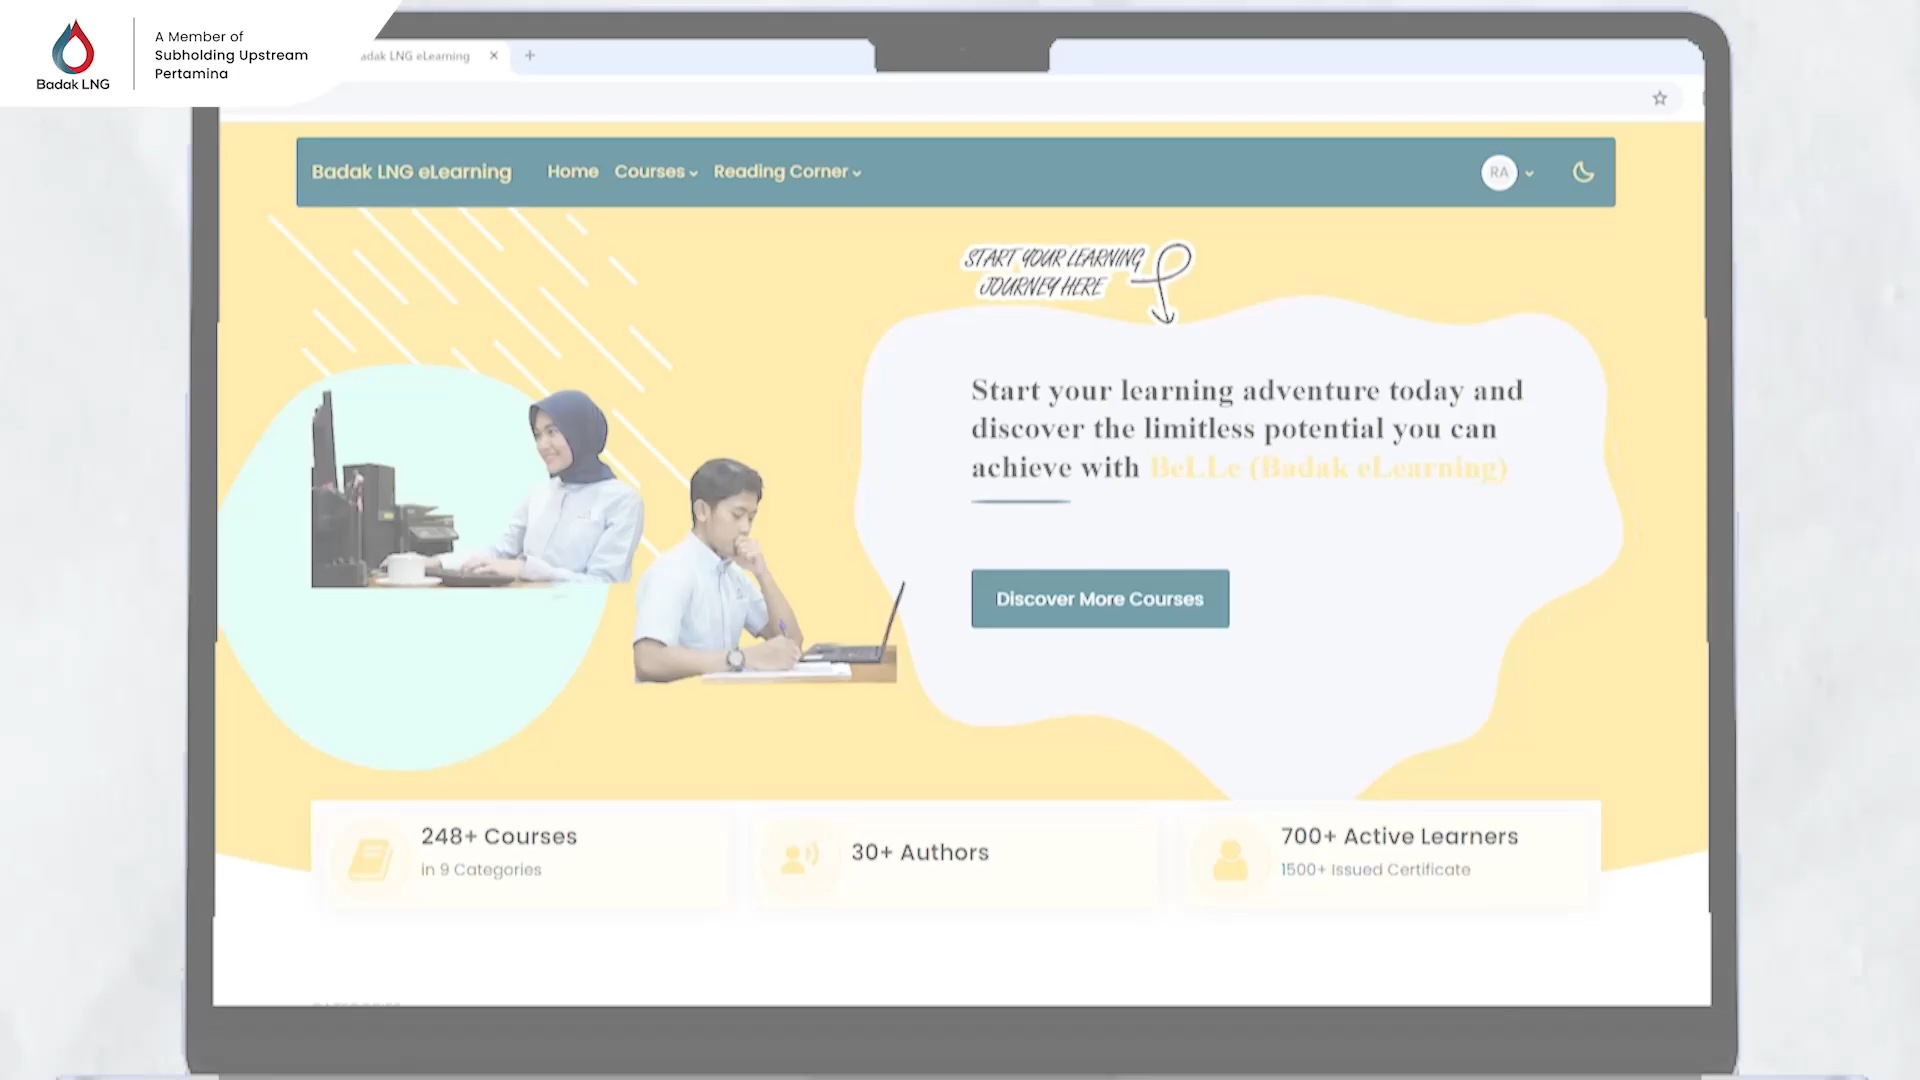 Badak LNG
A Member of
Subholding Upstream
Pertamina
adak LNG eLearning
Badak LNG eLearning
Home
Courses
Reading Corner
RA
START YOUR LEARNING
JOURNEY HERE
Start your learning adventure today and
discover the limitless potential you can
achieve with BeLLe (Badak eLearning)
Discover More Courses
248+ Courses
in 9 Categories
30+ Authors
700+ Active Learners
1500+ Issued Certificate